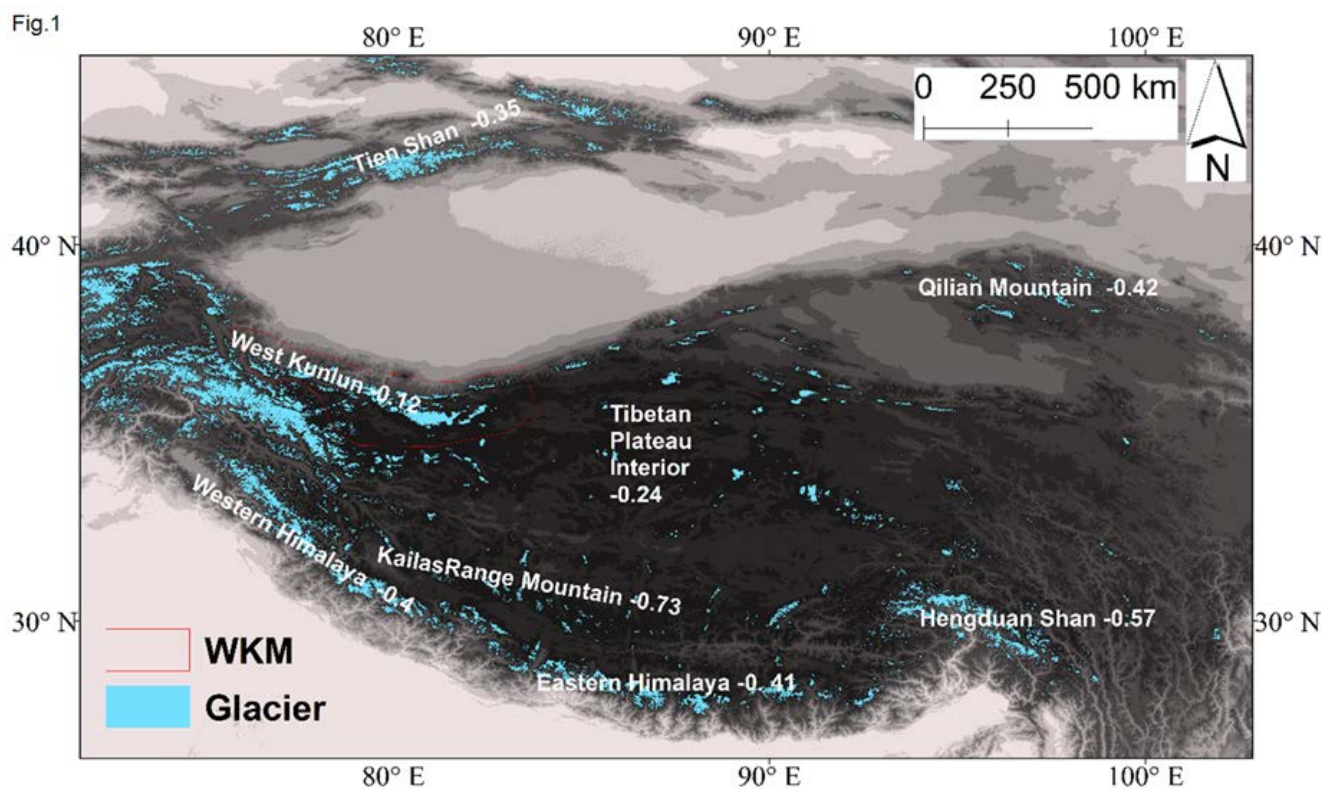 Fig.1
80° E 90° E 100° E
0 250 500 km
N
Tien Shan -0.35
40° N 40° N
Qilian Mountain -0.42
West Kunlun -0.12
Tibetan
Plateau
Interior
-0.24
Western Himalaya -0.4
KailasRange Mountain -0.73
30° N 30° N
Hengduan Shan -0.57
Eastern Himalaya -0. 41
WKM
Glacier
80° E 90° E 100° E